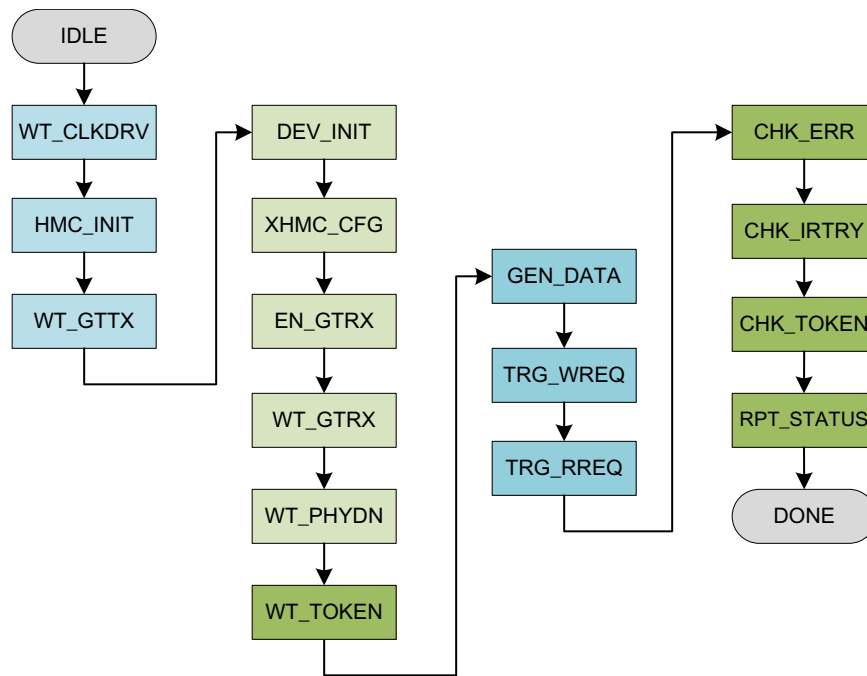 IDLE
WT_CLKDRV
HMC_INIT
WT_GTTX
DEV_INIT
XHMC_CFG
EN_GTRX
WT_GTRX
WT_PHYDN
WT_TOKEN
GEN_DATA
TRG_WREQ
TRG_RREQ
CHK_ERR
CHK_IRTRY
CHK_TOKEN
RPT_STATUS
DONE